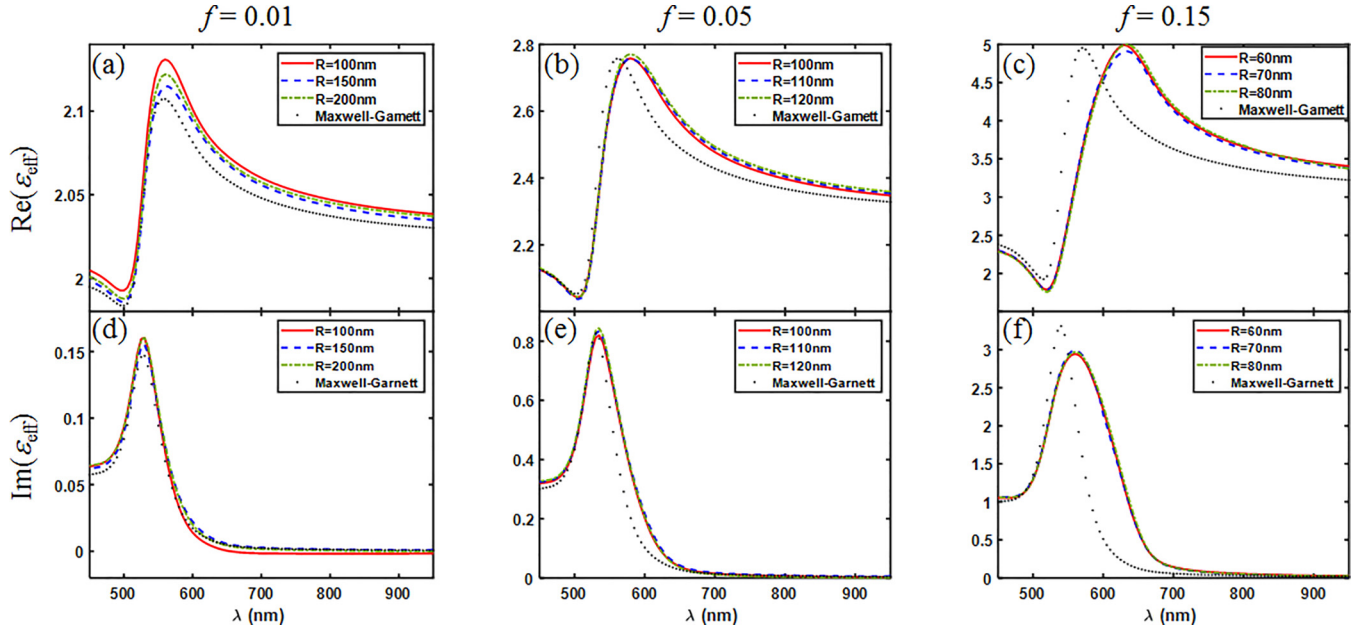 f = 0.01
f = 0.05
f = 0.15
Re(εeff)
(a)
R=100nm
R=150nm
R=200nm
Maxwell-Garnett
2.1
2.05
2
(b)
R=100nm
R=110nm
R=120nm
Maxwell-Garnett
2.8
2.6
2.4
2.2
(c)
R=60nm
R=70nm
R=80nm
Maxwell-Garnett
5
4.5
4
3.5
3
2.5
2
Im(εeff)
(d)
R=100nm
R=150nm
R=200nm
Maxwell-Garnett
0.15
0.1
0.05
0
500 600 700 800 900
λ (nm)
(e)
R=100nm
R=110nm
R=120nm
Maxwell-Garnett
0.8
0.6
0.4
0.2
0
500 600 700 800 900
λ (nm)
(f)
R=60nm
R=70nm
R=80nm
Maxwell-Garnett
3
2.5
2
1.5
1
0.5
0
500 600 700 800 900
λ (nm)